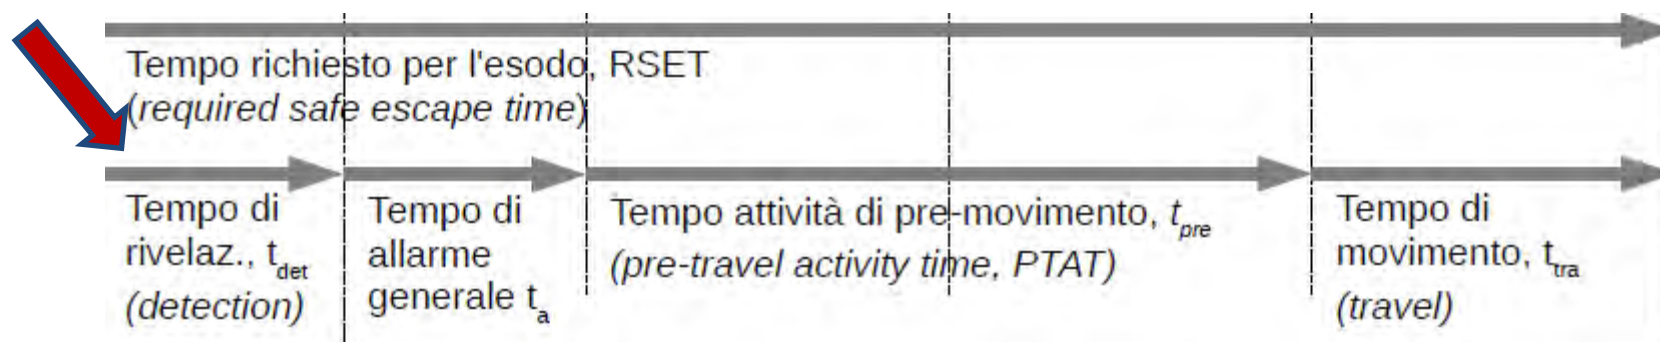 Tempo richiesto per l'esodo, RSET
(required safe escape time)
Tempo di
rivelaz., tdet
(detection)
Tempo di
allarme
generale ta
Tempo attività di pre-movimento, tpre
(pre-travel activity time, PTAT)
Tempo di
movimento, ttra
(travel)